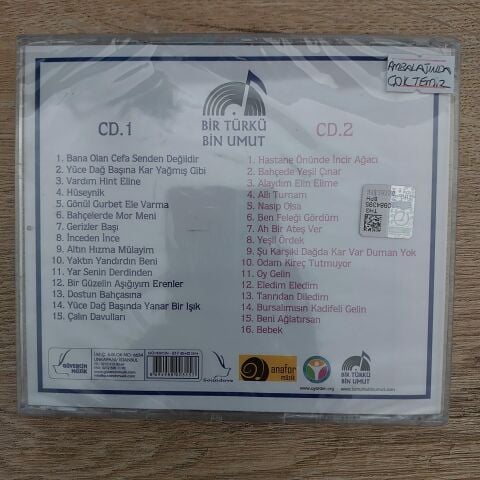 AMBALAJINDA
ÇOK TEMİZ
BİR TÜRKÜ
BİN UMUT
CD.1
1. Bana Olan Cefa Senden Değildir
2. Yüce Dağ Başına Kar Yağmış Gibi
3. Vardım Hint Eline
4. Hüseynik
5. Gönül Gurbet Ele Varma
6. Bahçelerde Mor Meni
7. Gerizler Başı
8. İnceden İnce
9. Altın Hızma Mülayim
10. Yaktın Yandırdın Beni
11. Yar Senin Derdinden
12. Bir Güzelin Aşığıyım Erenler
13. Dostun Bahçasına
14. Yüce Dağ Başında Yanar Bir Işık
15. Çalın Davulları
CD.2
1. Hastane Önünde İncir Ağacı
2. Bahçede Yeşil Çınar
3. Alaydım Elin Elime
4. Allı Turnam
5. Nasip Olsa
6. Ben Feleği Gördüm
7. Ah Bir Ateş Ver
8. Yeşil Ördek
9. Şu Karşıki Dağda Kar Var Duman Yok
10. Odam Kireç Tutmuyor
11. Oy Gelin
12. Eledim Eledim
13. Tanrıdan Diledim
14. Bursalımısın Kadifeli Gelin
15. Beni Ağlatırsan
16. Bebek
GÜVERCİN
MÜZİK
Soundova
anafor
müzik
BİR TÜRKÜ
BİN UMUT